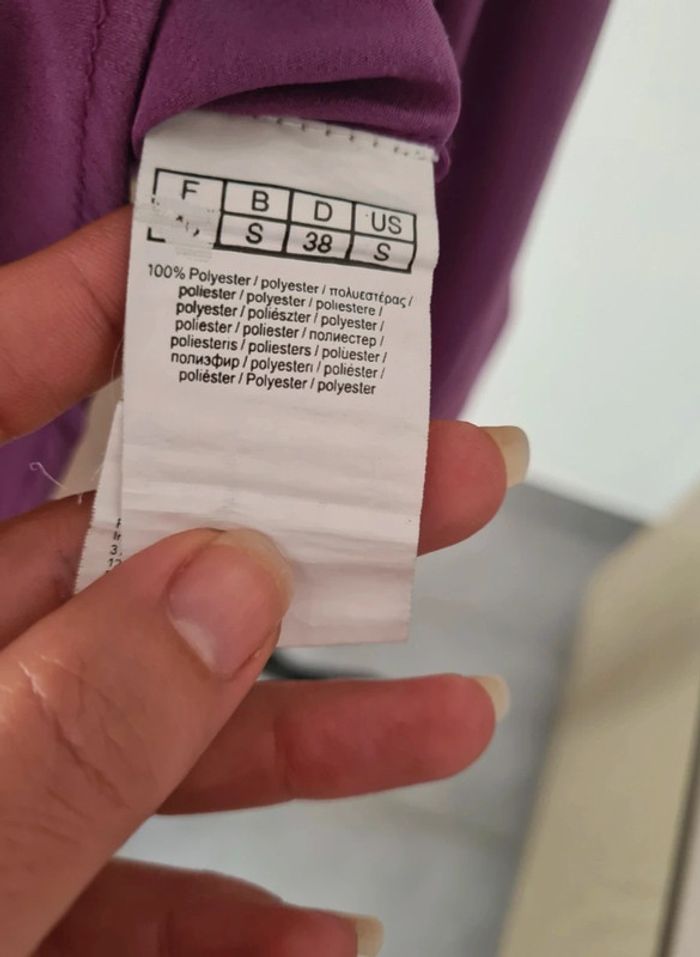 F B D US
S 38 S
100% Polyester / polyester / πολυεστέρας /
poliester / polyester / poliestere /
polyester / poliészter / polyester /
poliester / poliester / полиестер /
poliesteris / poliesters / polüester /
полиэфир / polyesteri / poliéster /
poliéster / Polyester / polyester